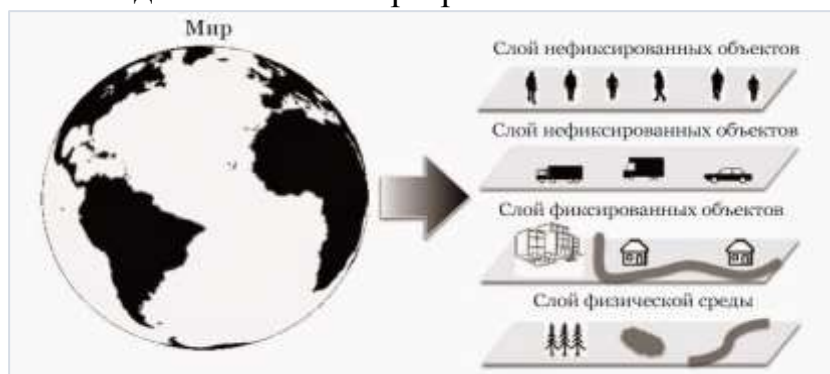 Мир
Слой нефиксированных объектов
Слой нефиксированных объектов
Слой фиксированных объектов
Слой физической среды